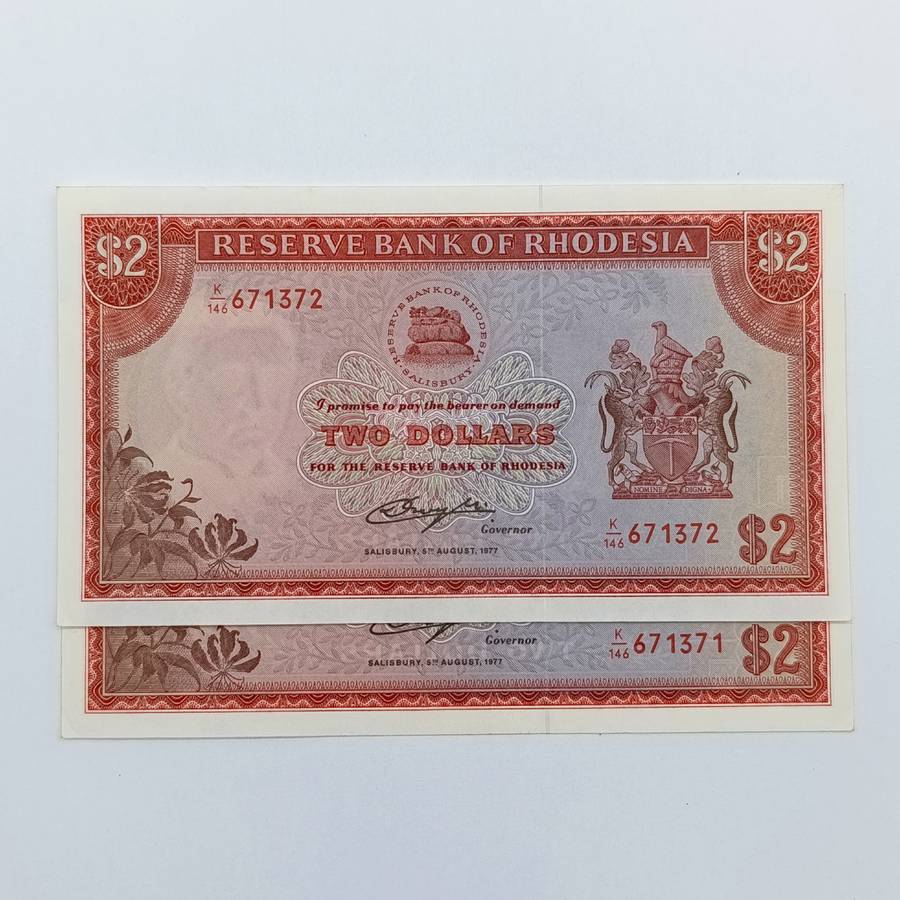 $2 RESERVE BANK OF RHODESIA $2
K/146 671372
RESERVE BANK OF RHODESIA · SALISBURY ·
I promise to pay the bearer on demand
TWO DOLLARS
FOR THE RESERVE BANK OF RHODESIA
NOMINE DIGNA
Governor
K/146 671372 $2
SALISBURY, 5TH AUGUST, 1977
Governor
K/146 671371 $2
SALISBURY, 5TH AUGUST, 1977